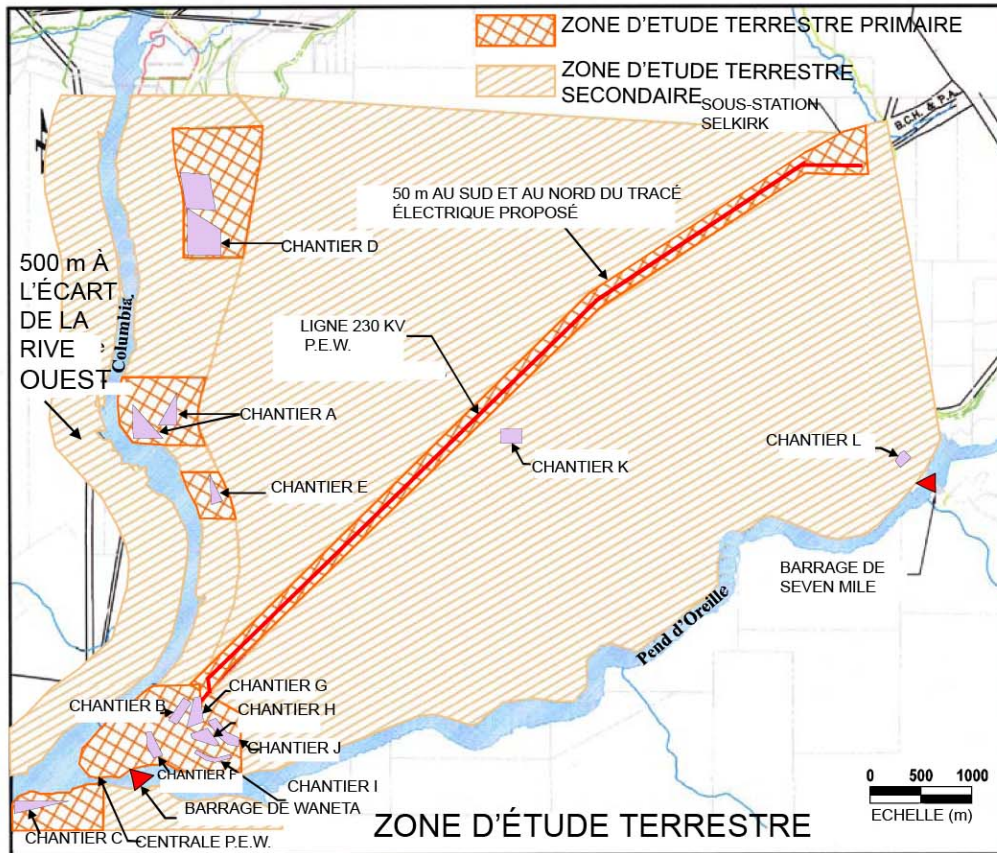 ZONE D'ETUDE TERRESTRE PRIMAIRE
ZONE D'ETUDE TERRESTRE
SECONDAIRE
SOUS-STATION
SELKIRK
B.C.H. & P.A.
50 m AU SUD ET AU NORD DU TRACÉ
ÉLECTRIQUE PROPOSÉ
CHANTIER D
500 m À
L'ÉCART
DE LA
RIVE
OUEST
Columbia
LIGNE 230 KV
P.E.W.
CHANTIER A
CHANTIER K
CHANTIER L
CHANTIER E
BARRAGE DE
SEVEN MILE
Pend d'Oreille
CHANTIER G
CHANTIER B
CHANTIER H
CHANTIER J
CHANTIER F
CHANTIER I
BARRAGE DE WANETA
CHANTIER C
CENTRALE P.E.W.
ZONE D'ÉTUDE TERRESTRE
0 500 1000
ECHELLE (m)